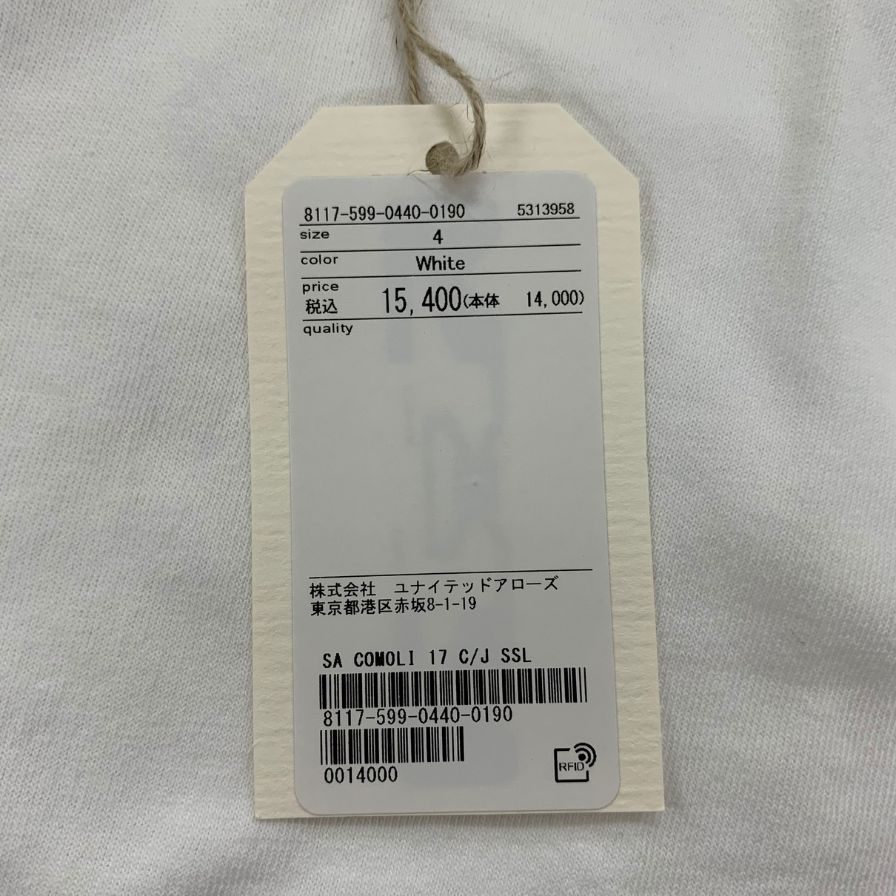 8117-599-0440-0190 5313958
size 4
color White
price
税込 15,400(本体 14,000)
quality
株式会社 ユナイテッドアローズ
東京都港区赤坂8-1-19
SA COMOLI 17 C/J SSL
8117-599-0440-0190
0014000
RFID